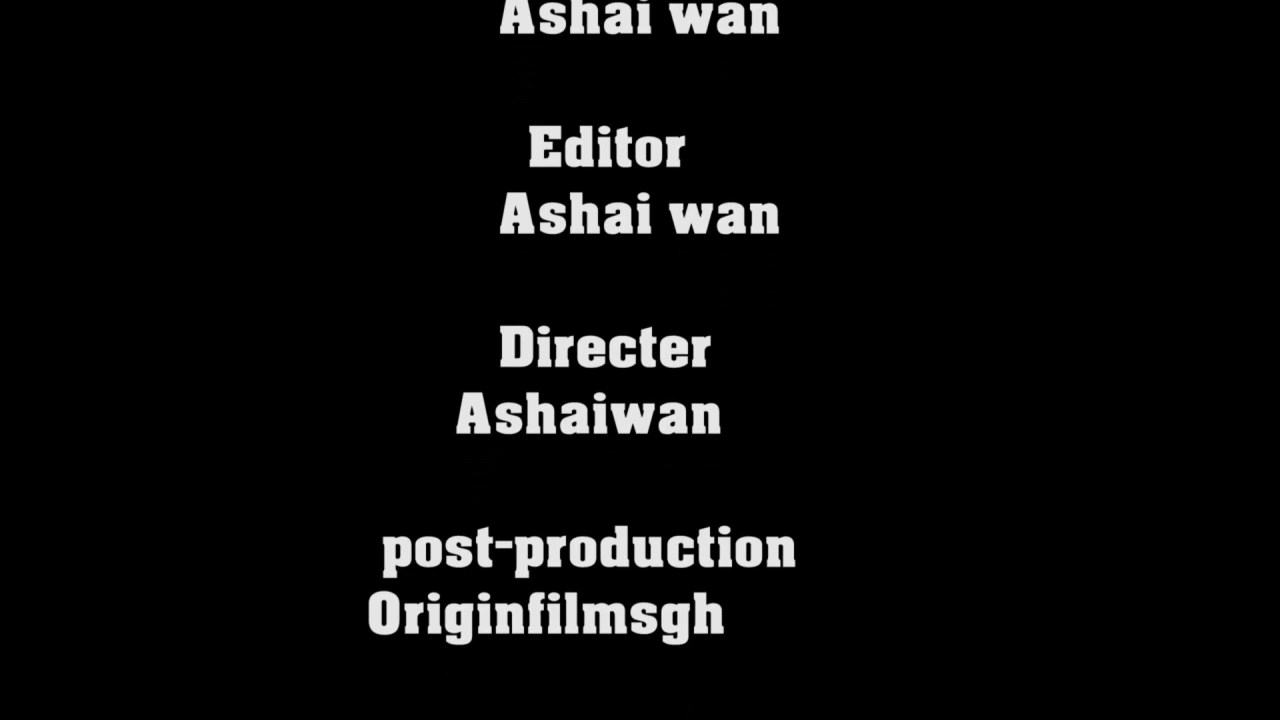 Ashai wan
Editor
Ashai wan
Directer
Ashaiwan
post-production
Originfilmsgh